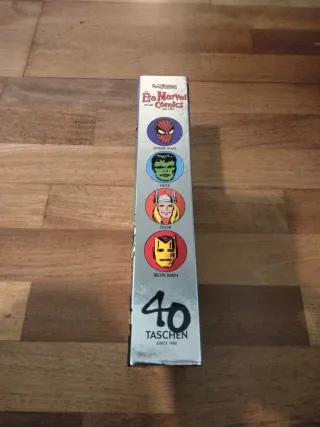 Era Marvel
Comics
SPIDER-MAN
HULK
THOR
IRON MAN
40
TASCHEN
SINCE 1980